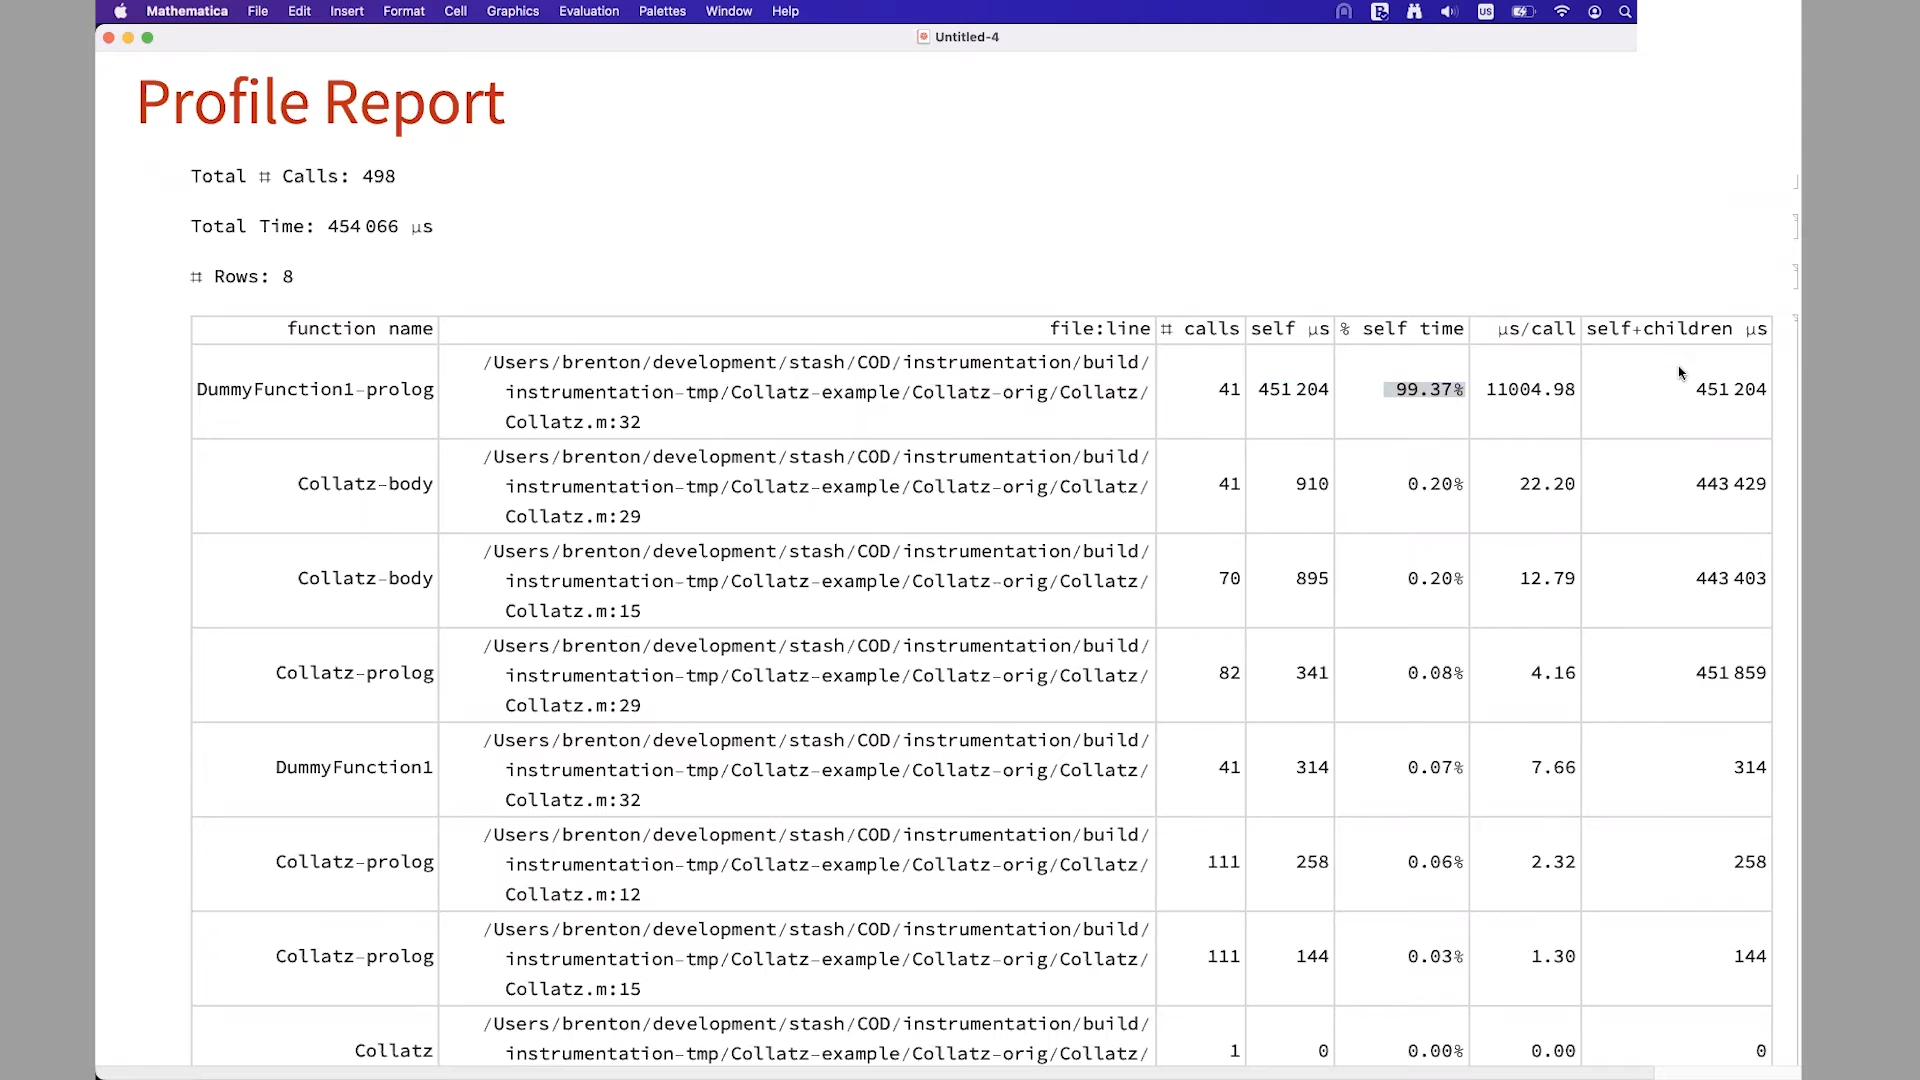 Mathematica File Edit Insert Format Cell Graphics Evaluation Palettes Window Help US
Untitled-4
Profile Report
Total # Calls: 498
Total Time: 454 066 µs
# Rows: 8
function name file:line # calls self µs % self time µs/call self+children µs
/Users/brenton/development/stash/COD/instrumentation/build/
DummyFunction1-prolog instrumentation-tmp/Collatz-example/Collatz-orig/Collatz/ 41 451 204 99.37% 11004.98 451 204
Collatz.m:32
/Users/brenton/development/stash/COD/instrumentation/build/
Collatz-body instrumentation-tmp/Collatz-example/Collatz-orig/Collatz/ 41 910 0.20% 22.20 443 429
Collatz.m:29
/Users/brenton/development/stash/COD/instrumentation/build/
Collatz-body instrumentation-tmp/Collatz-example/Collatz-orig/Collatz/ 70 895 0.20% 12.79 443 403
Collatz.m:15
/Users/brenton/development/stash/COD/instrumentation/build/
Collatz-prolog instrumentation-tmp/Collatz-example/Collatz-orig/Collatz/ 82 341 0.08% 4.16 451 859
Collatz.m:29
/Users/brenton/development/stash/COD/instrumentation/build/
DummyFunction1 instrumentation-tmp/Collatz-example/Collatz-orig/Collatz/ 41 314 0.07% 7.66 314
Collatz.m:32
/Users/brenton/development/stash/COD/instrumentation/build/
Collatz-prolog instrumentation-tmp/Collatz-example/Collatz-orig/Collatz/ 111 258 0.06% 2.32 258
Collatz.m:12
/Users/brenton/development/stash/COD/instrumentation/build/
Collatz-prolog instrumentation-tmp/Collatz-example/Collatz-orig/Collatz/ 111 144 0.03% 1.30 144
Collatz.m:15
/Users/brenton/development/stash/COD/instrumentation/build/
Collatz instrumentation-tmp/Collatz-example/Collatz-orig/Collatz/ 1 0 0.00% 0.00 0